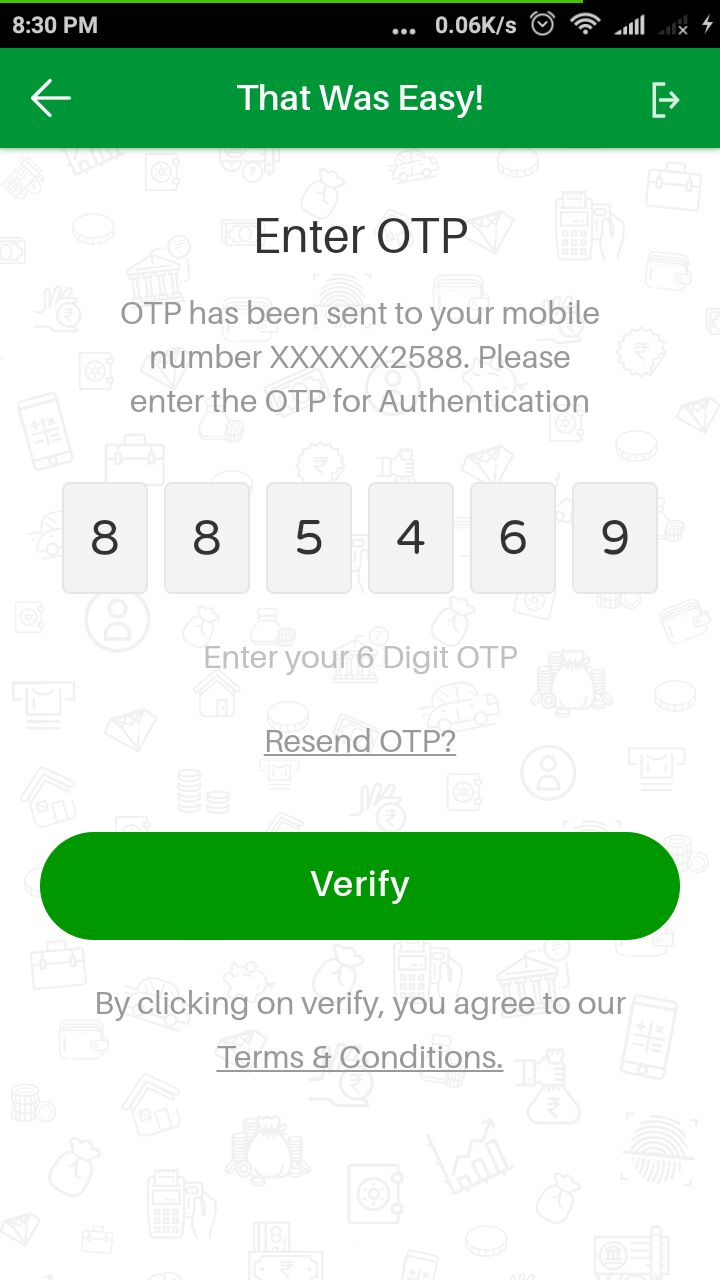 8:30 PM ... 0.06K/s
That Was Easy!
Enter OTP
OTP has been sent to your mobile
number XXXXXX2588. Please
enter the OTP for Authentication
8 8 5 4 6 9
Enter your 6 Digit OTP
Resend OTP?
Verify
By clicking on verify, you agree to our
Terms & Conditions.